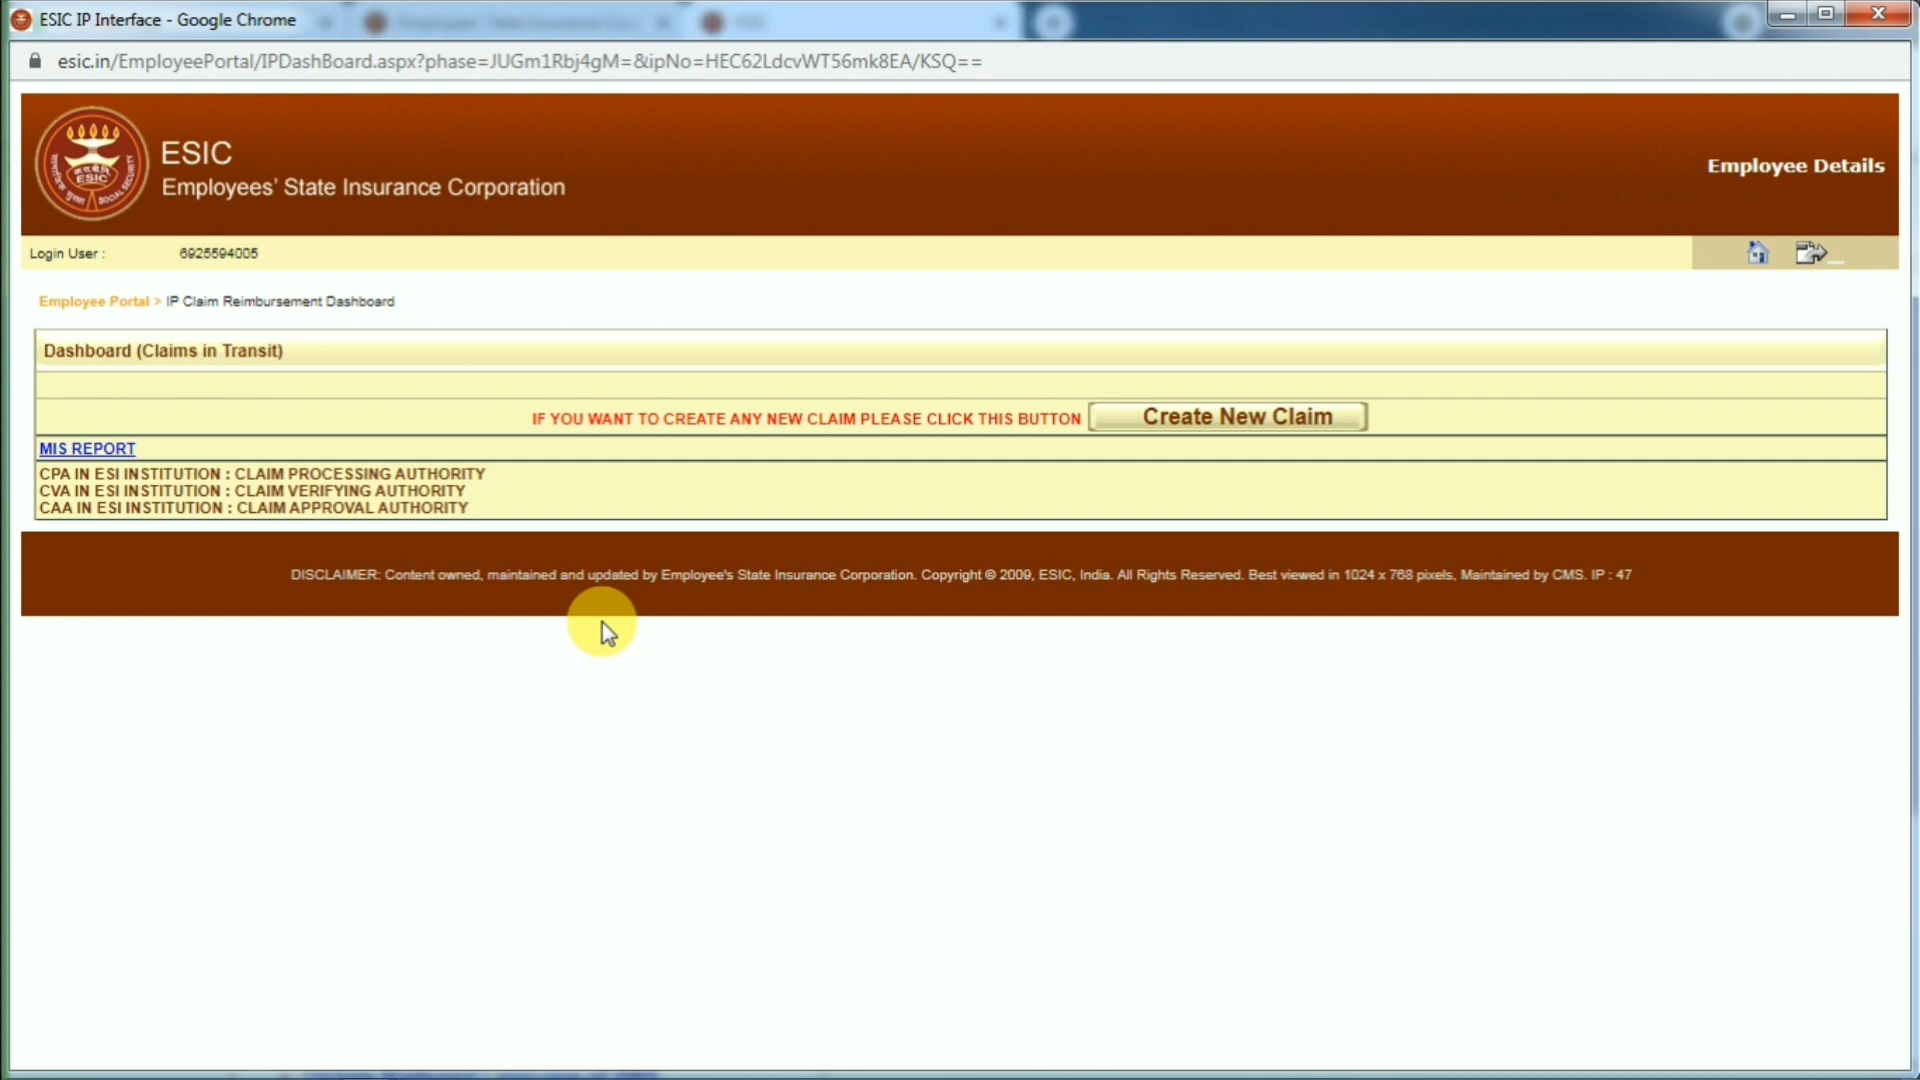 ESIC IP Interface - Google Chrome
esic.in/EmployeePortal/IPDashBoard.aspx?phase=JUGm1Rbj4gM=&ipNo=HEC62LdcvWT56mk8EA/KSQ==
ESIC
Employees' State Insurance Corporation
Employee Details
ESIC
SOCIAL SECURITY
Login User : 6925594005
Employee Portal > IP Claim Reimbursement Dashboard
Dashboard (Claims in Transit)
IF YOU WANT TO CREATE ANY NEW CLAIM PLEASE CLICK THIS BUTTON Create New Claim
MIS REPORT
CPA IN ESI INSTITUTION : CLAIM PROCESSING AUTHORITY
CVA IN ESI INSTITUTION : CLAIM VERIFYING AUTHORITY
CAA IN ESI INSTITUTION : CLAIM APPROVAL AUTHORITY
DISCLAIMER: Content owned, maintained and updated by Employee's State Insurance Corporation. Copyright © 2009, ESIC, India. All Rights Reserved. Best viewed in 1024 x 768 pixels, Maintained by CMS. IP : 47